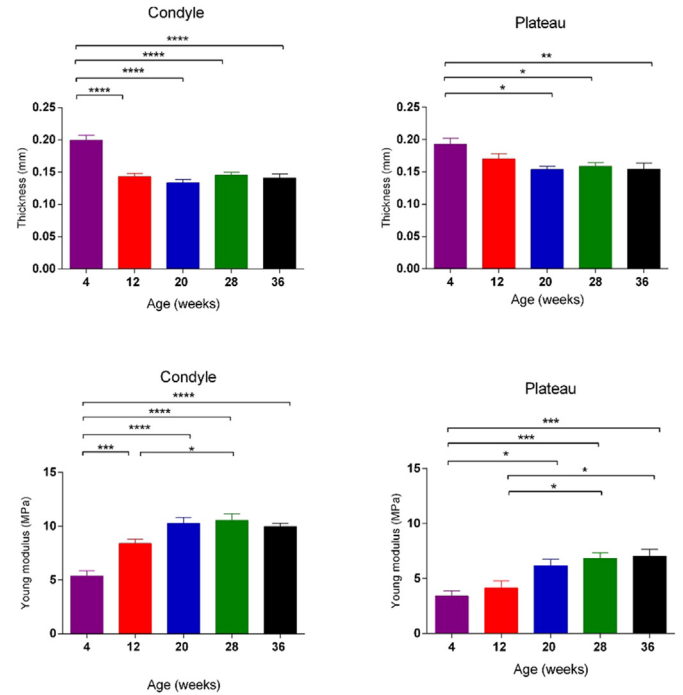 Condyle
****
****
****
****
0.25
0.20
0.15
0.10
0.05
0.00
Thickness (mm)
4 12 20 28 36
Age (weeks)
Plateau
**
*
*
0.25
0.20
0.15
0.10
0.05
0.00
Thickness (mm)
4 12 20 28 36
Age (weeks)
Condyle
****
****
****
*** *
15
10
5
0
Young modulus (MPa)
4 12 20 28 36
Age (weeks)
Plateau
***
***
*
*
*
15
10
5
0
Young modulus (MPa)
4 12 20 28 36
Age (weeks)